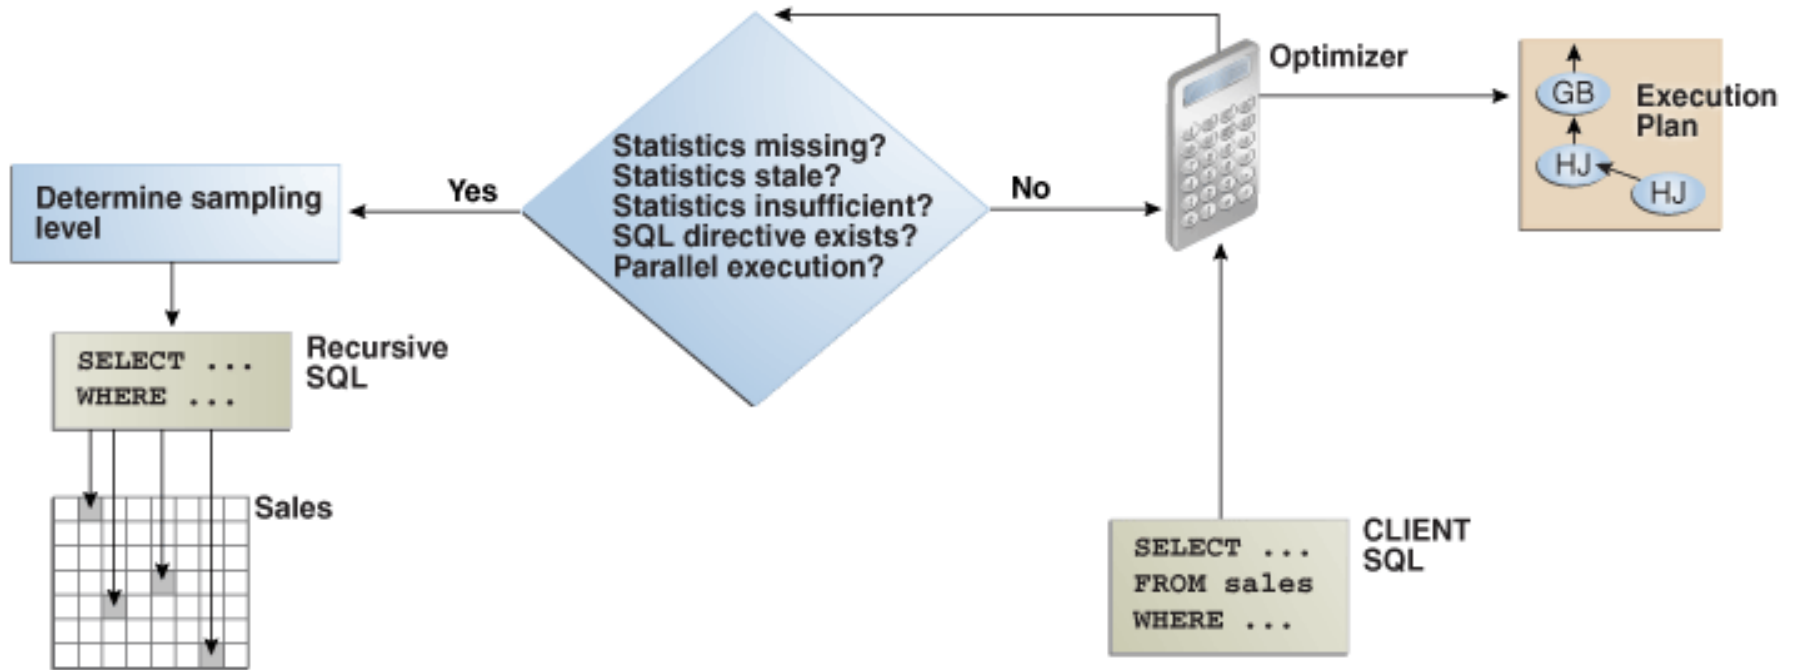 Optimizer
GB
HJ
HJ
Execution
Plan
Statistics missing?
Statistics stale?
Statistics insufficient?
SQL directive exists?
Parallel execution?
Yes
No
Determine sampling
level
SELECT ...
WHERE ...
Recursive
SQL
Sales
SELECT ...
FROM sales
WHERE ...
CLIENT
SQL